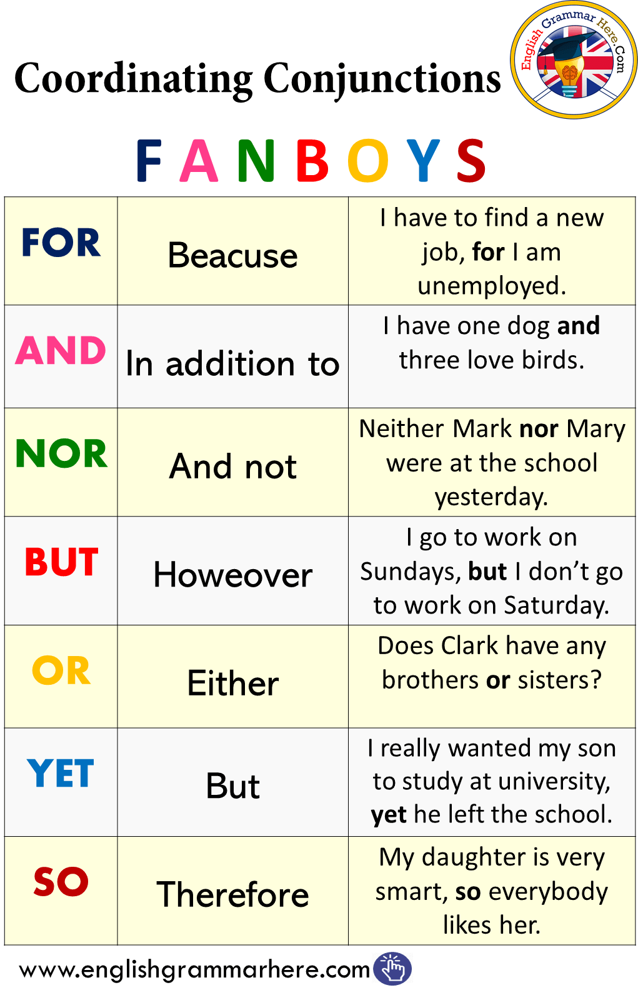 English Grammar Here.Com
Coordinating Conjunctions
F A N B O Y S
FOR
Beacuse
I have to find a new
job, for I am
unemployed.
AND
In addition to
I have one dog and
three love birds.
NOR
And not
Neither Mark nor Mary
were at the school
yesterday.
BUT
Howeover
I go to work on
Sundays, but I don’t go
to work on Saturday.
OR
Either
Does Clark have any
brothers or sisters?
YET
But
I really wanted my son
to study at university,
yet he left the school.
SO
Therefore
My daughter is very
smart, so everybody
likes her.
www.englishgrammarhere.com